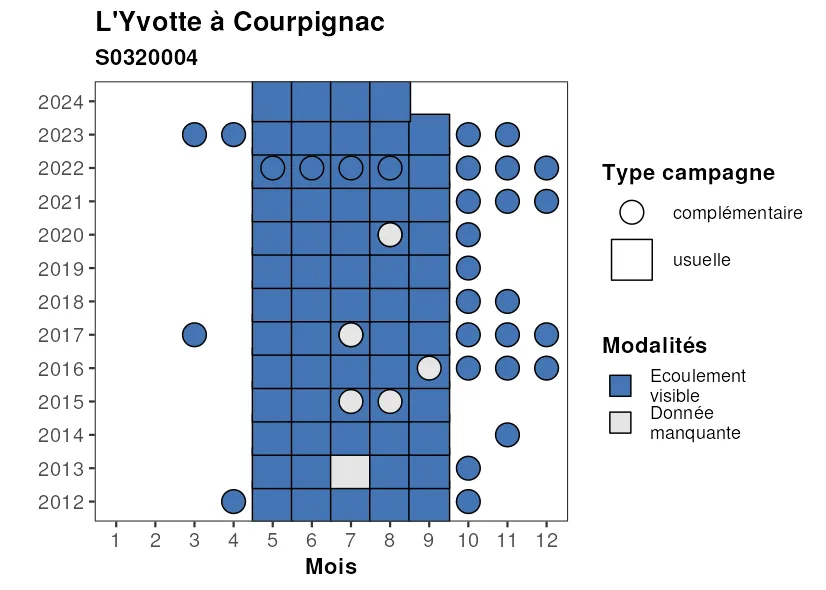 L'Yvotte à Courpignac
S0320004
2024
2023
2022
2021
2020
2019
2018
2017
2016
2015
2014
2013
2012
1 2 3 4 5 6 7 8 9 10 11 12
Mois
Type campagne
complémentaire
usuelle
Modalités
Ecoulement
visible
Donnée
manquante